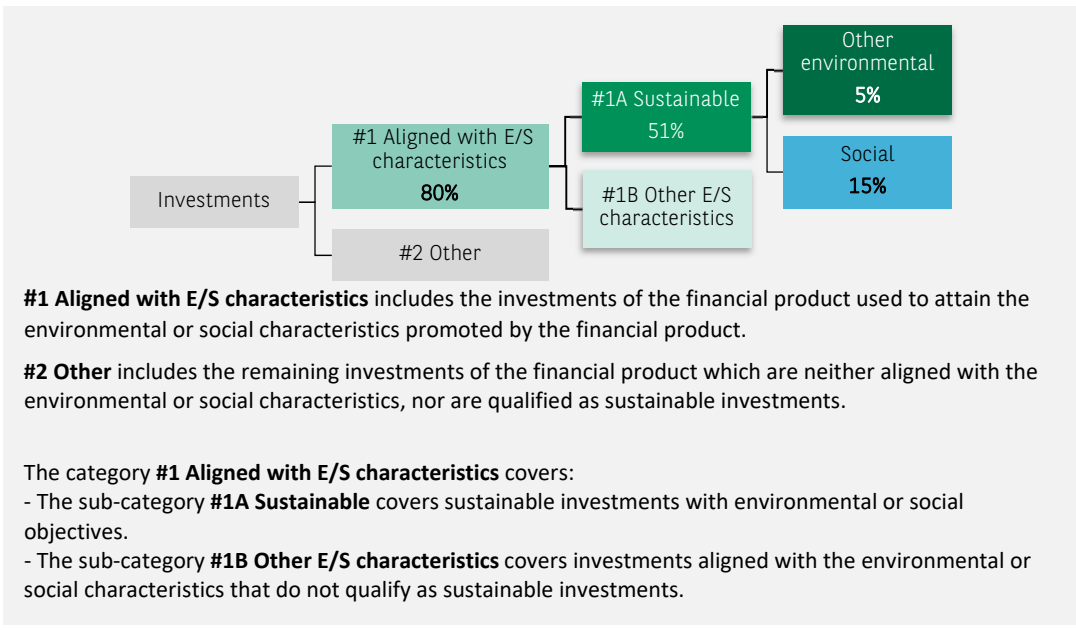 Other
environmental
5%
#1A Sustainable
51%
#1 Aligned with E/S
characteristics
80%
Social
15%
Investments
#1B Other E/S
characteristics
#2 Other
#1 Aligned with E/S characteristics includes the investments of the financial product used to attain the
environmental or social characteristics promoted by the financial product.
#2 Other includes the remaining investments of the financial product which are neither aligned with the
environmental or social characteristics, nor are qualified as sustainable investments.
The category #1 Aligned with E/S characteristics covers:
- The sub-category #1A Sustainable covers sustainable investments with environmental or social
objectives.
- The sub-category #1B Other E/S characteristics covers investments aligned with the environmental or
social characteristics that do not qualify as sustainable investments.